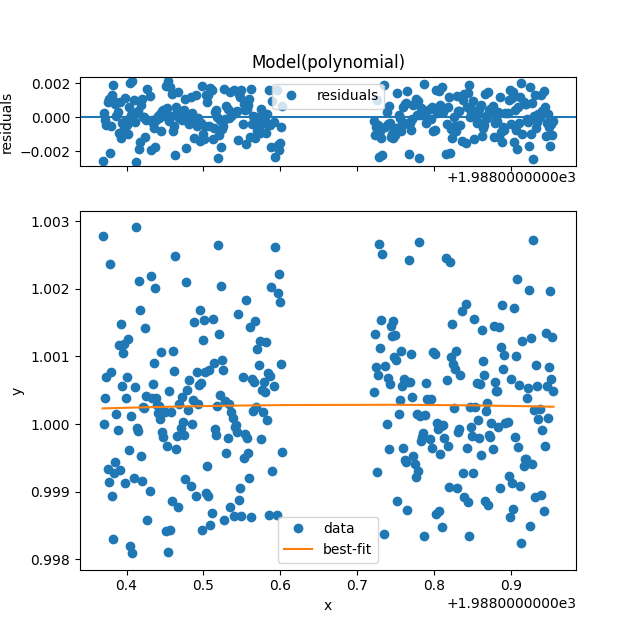 Model(polynomial)
residuals
0.002
0.000
−0.002
residuals
+1.9880000000e3
y
1.003
1.002
1.001
1.000
0.999
0.998
data
best-fit
0.4 0.5 0.6 0.7 0.8 0.9
x
+1.9880000000e3